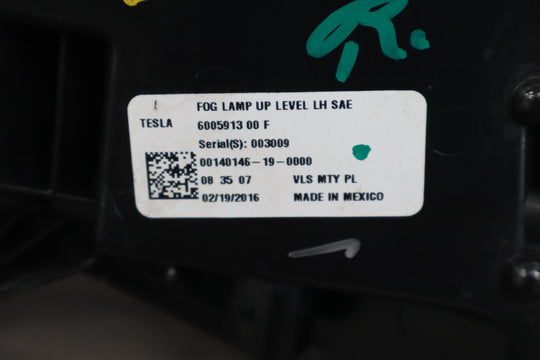 R.
FOG LAMP UP LEVEL LH SAE
TESLA 6005913 00 F
Serial(S): 003009
00140146-19-0000
08 35 07 VLS MTY PL
02/19/2016 MADE IN MEXICO